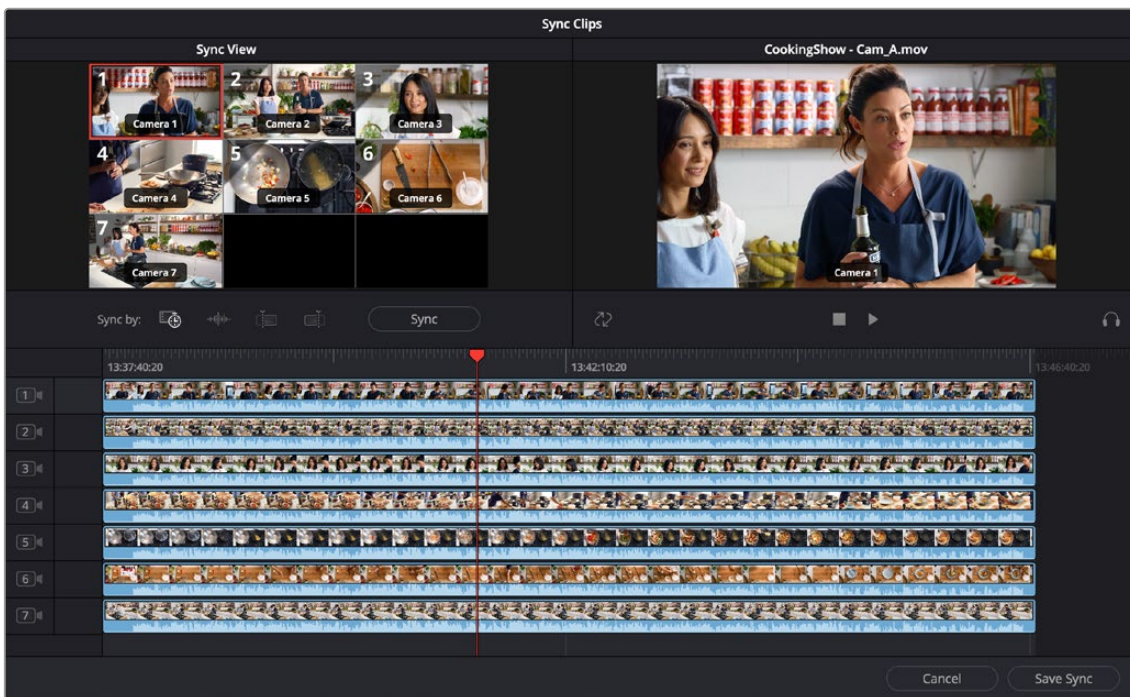 Sync Clips
Sync View
CookingShow - Cam_A.mov
1
2
3
Camera 1
Camera 2
Camera 3
4
5
6
Camera 4
Camera 5
Camera 6
7
Camera 7
Camera 1
Sync by:
Sync
13:37:40:20
13:42:10:20
13:46:40:20
1
2
3
4
5
6
7
Cancel
Save Sync